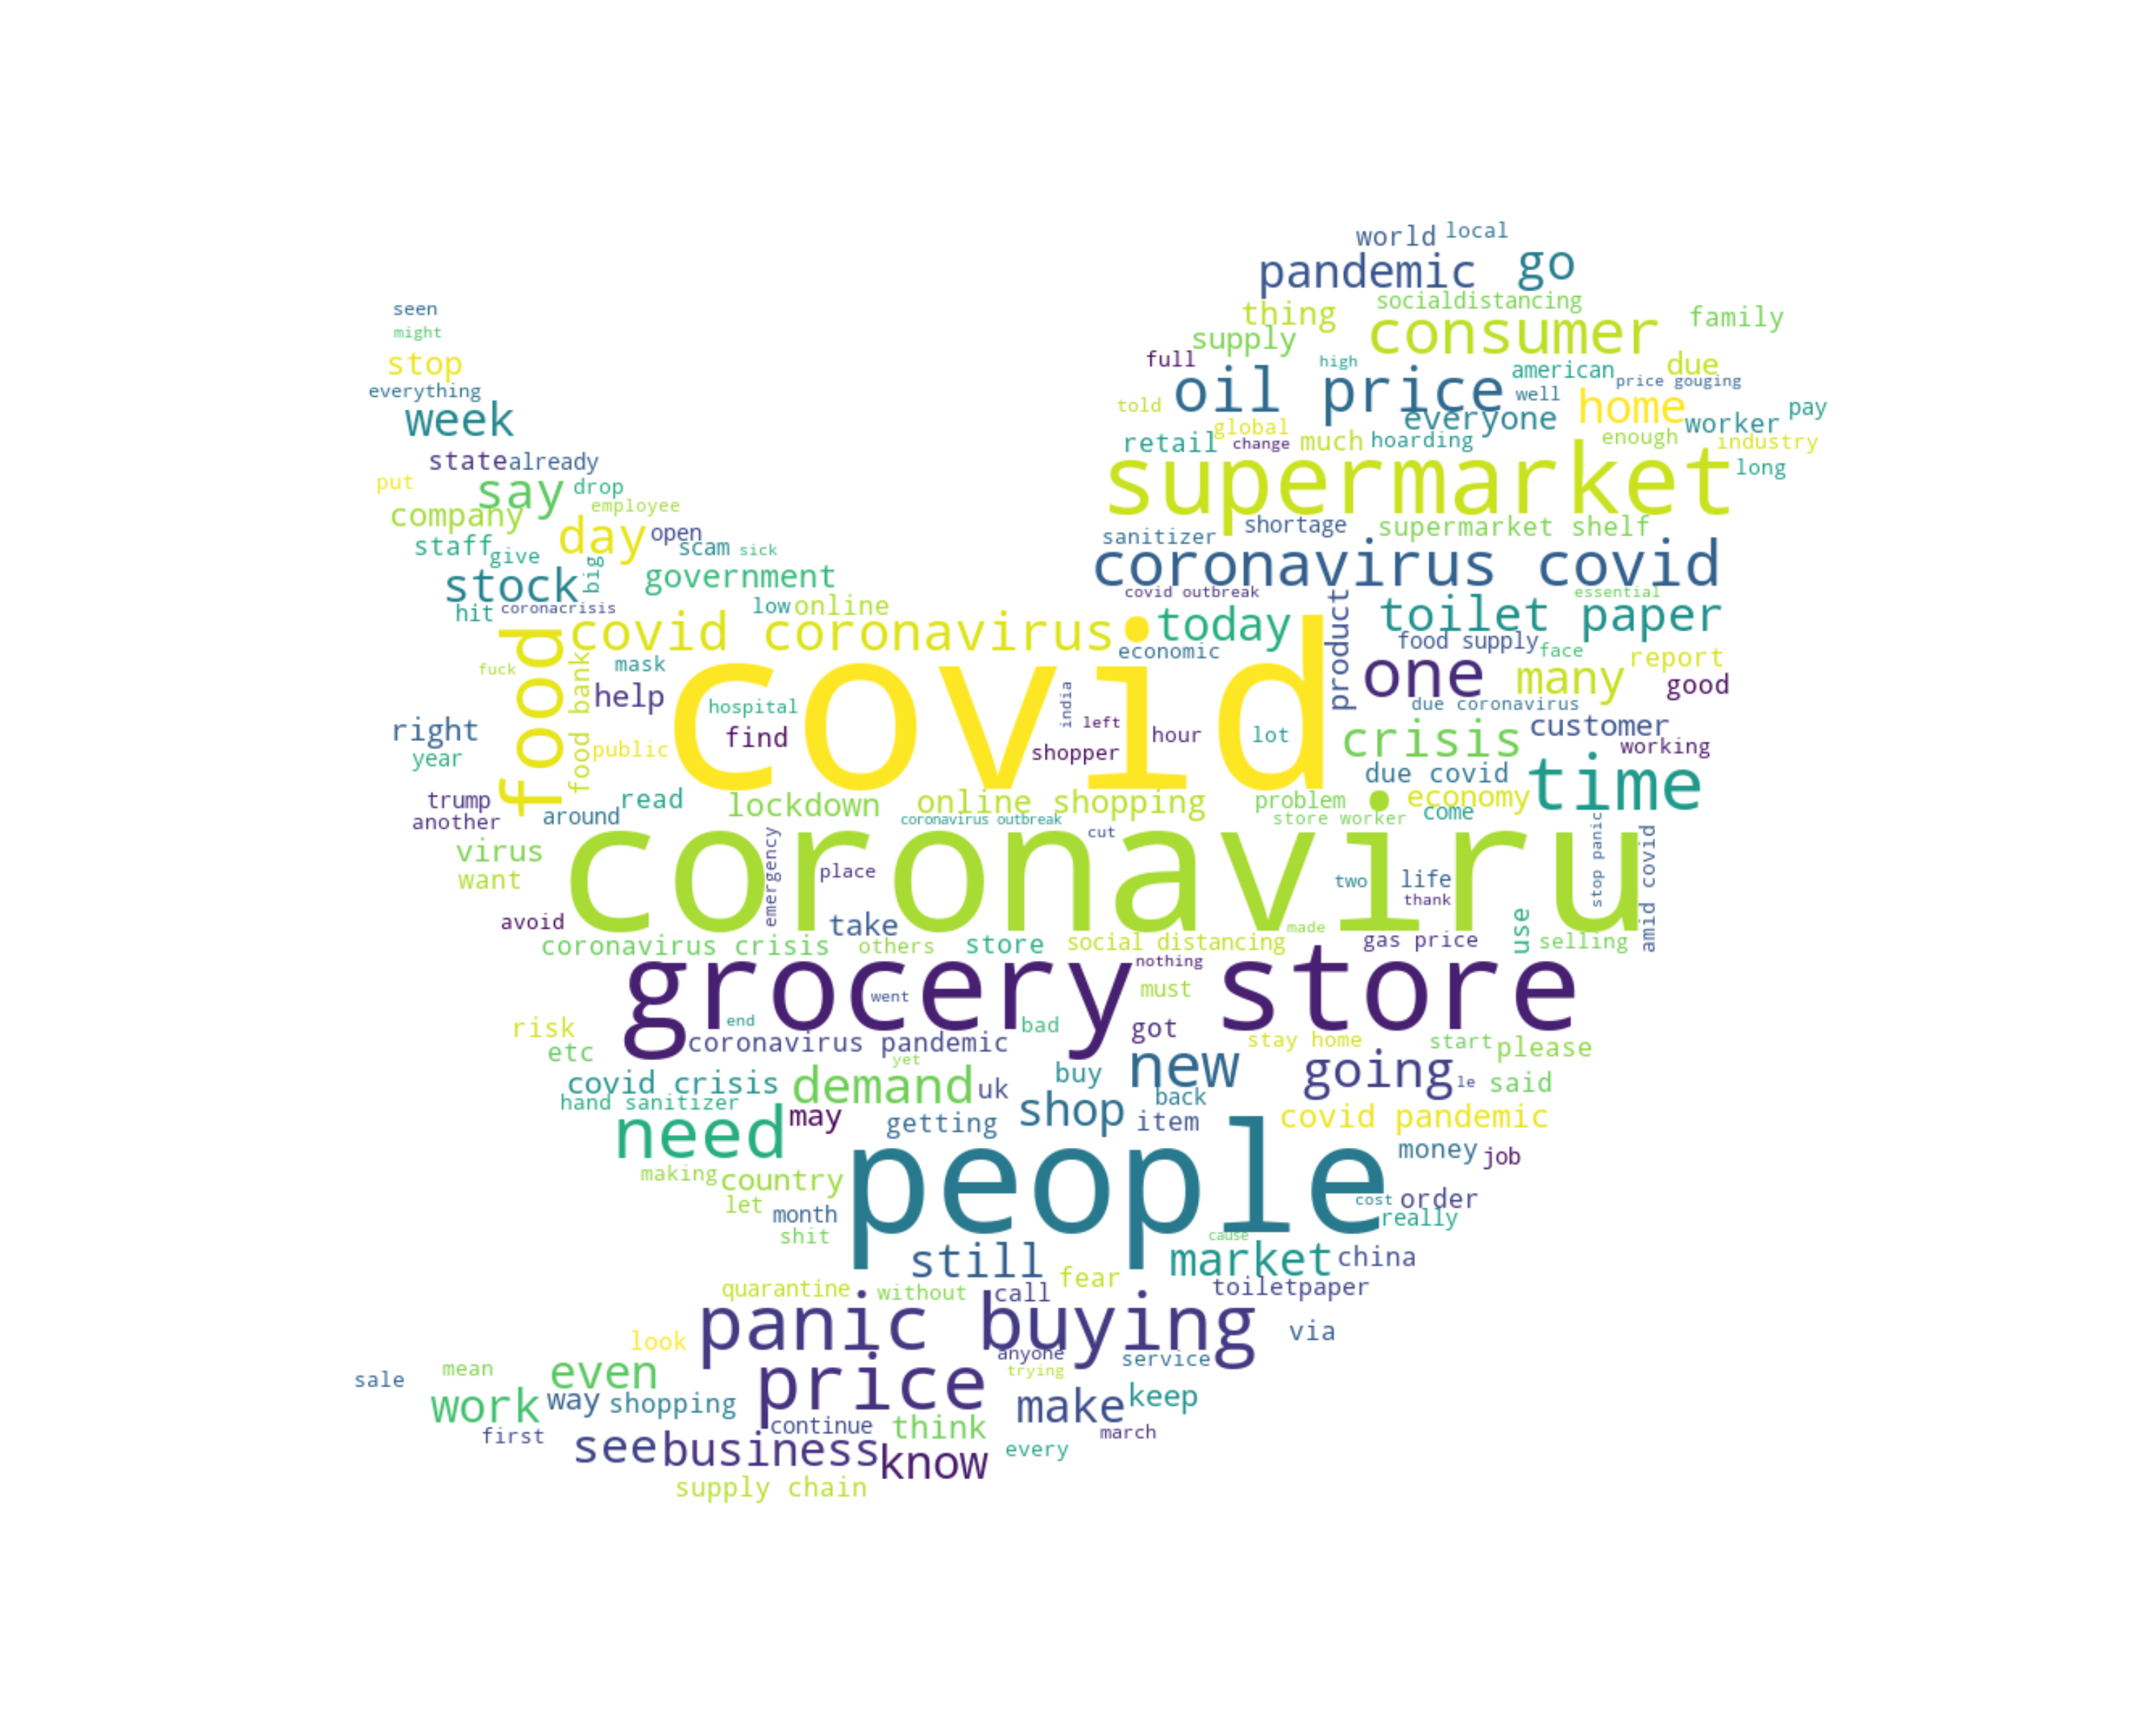 world local
pandemic go
seen socialdistancing
might thing consumer family
supply
stop full high american due
everything oil price well price gouging
week told everyone home worker pay
global
retail change much hoarding enough industry
state already supermarket long
put say drop
company employee
day open sanitizer shortage supermarket shelf
staff give scam sick
stock big government coronavirus covid
hit coronacrisis low online covid outbreak essential
food covid coronavirus today product toilet paper
fuck food bank mask economic food supply face
help covid one many report
hospital india left due coronavirus good
right find hour lot crisis customer
year public shopper working
due covid time
trump read lockdown online shopping problem economy
another around coronavirus outbreak cut store worker come
virus coronaviru
want emergency place two life stop panic amid covid
thank
avoid take made use
coronavirus crisis others store social distancing gas price selling
grocery store nothing
went must
risk end bad got
etc coronavirus pandemic stay home start please
yet
covid crisis demand uk buy new going le said
hand sanitizer back
need may getting shop item covid pandemic
people money job
making country
let month cost order
really
shit cause
still market china
quarantine without call fear toiletpaper
panic buying via
look anyone
sale mean even price trying service
work way shopping make keep
first continue think march
see business know every
supply chain